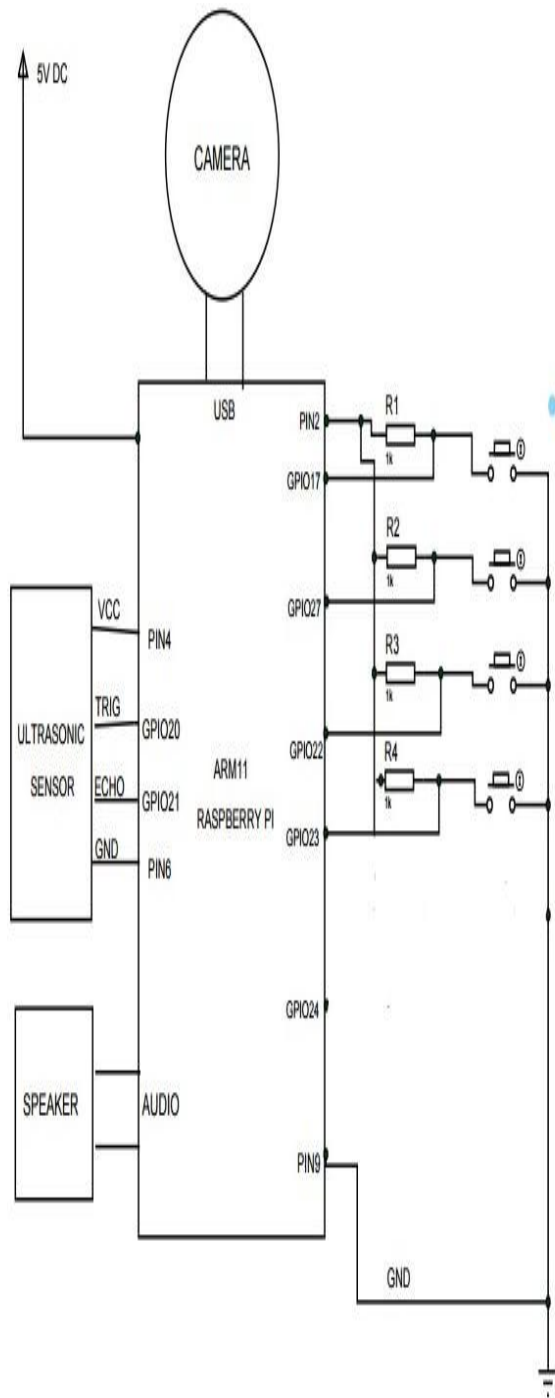 5V DC
CAMERA
USB
PIN2
R1
1k
GPIO17
R2
1k
GPIO27
R3
1k
GPIO22
R4
1k
GPIO23
GPIO24
PIN9
GND
VCC
PIN4
TRIG
GPIO20
ULTRASONIC
SENSOR
ECHO
GPIO21
GND
PIN6
ARM11
RASPBERRY PI
SPEAKER
AUDIO